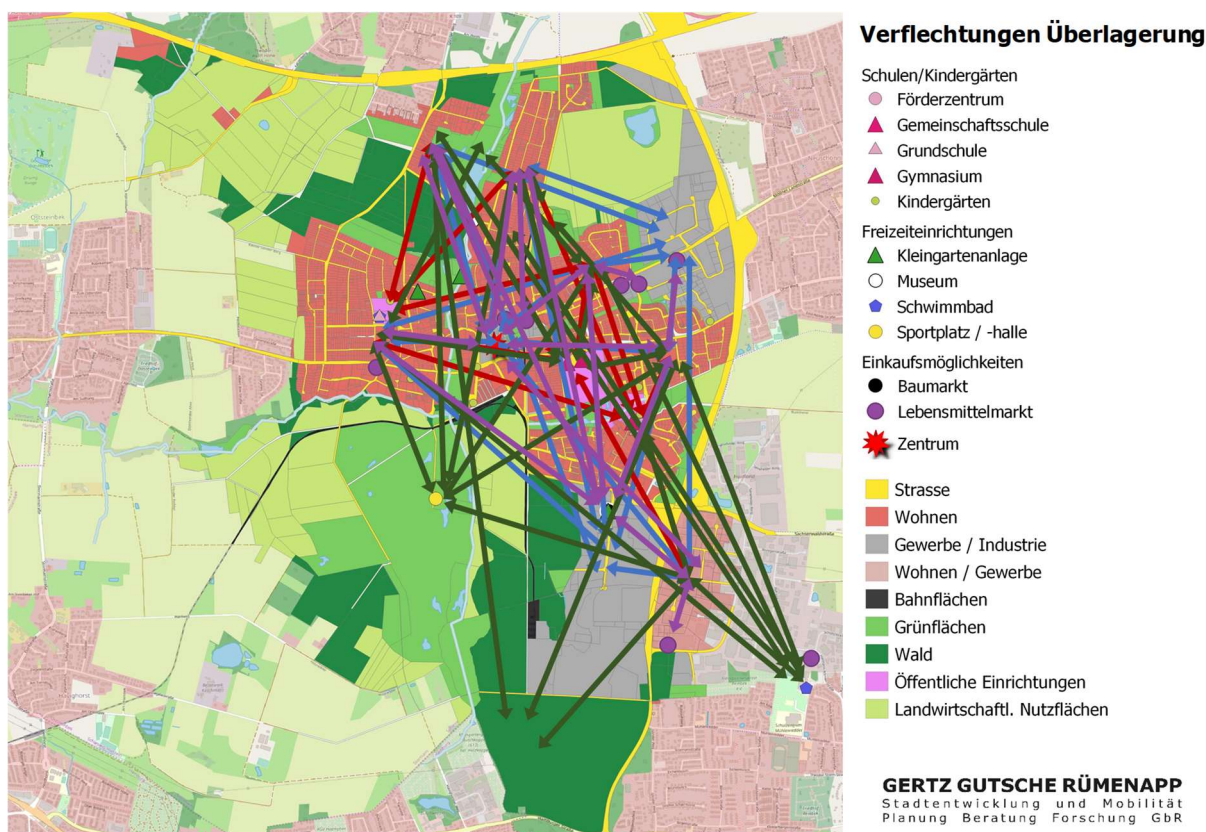 Verflechtungen Überlagerung
Schulen/Kindergärten
Förderzentrum
Gemeinschaftsschule
Grundschule
Gymnasium
Kindergärten
Freizeiteinrichtungen
Kleingartenanlage
Museum
Schwimmbad
Sportplatz / -halle
Einkaufsmöglichkeiten
Baumarkt
Lebensmittelmarkt
Zentrum
Strasse
Wohnen
Gewerbe / Industrie
Wohnen / Gewerbe
Bahnflächen
Grünflächen
Wald
Öffentliche Einrichtungen
Landwirtschaftl. Nutzflächen
GERTZ GUTSCHE RÜMENAPP
Stadtentwicklung und Mobilität
Planung Beratung Forschung GbR